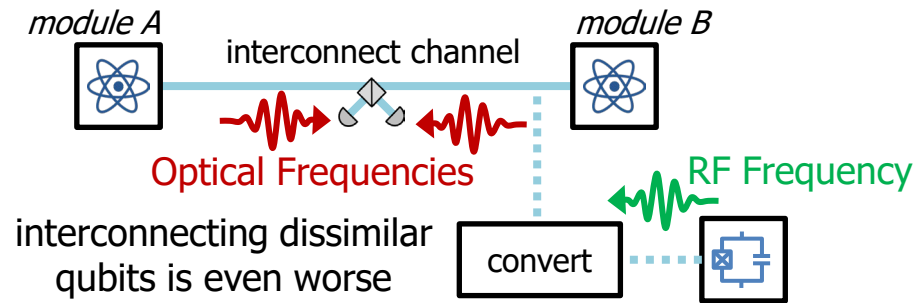 module A
module B
interconnect channel
Optical Frequencies
RF Frequency
interconnecting dissimilar
qubits is even worse
convert